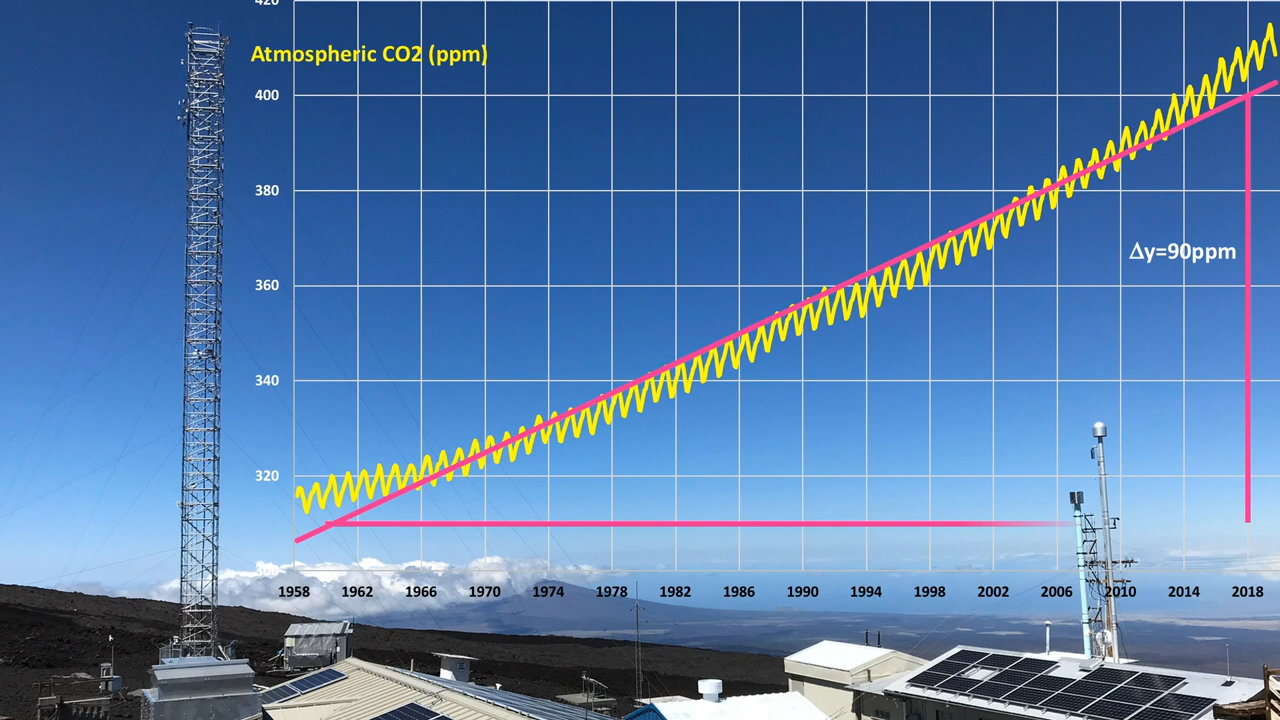 420
Atmospheric CO2 (ppm)
400
380
Δy=90ppm
360
340
320
300
1958 1962 1966 1970 1974 1978 1982 1986 1990 1994 1998 2002 2006 2010 2014 2018